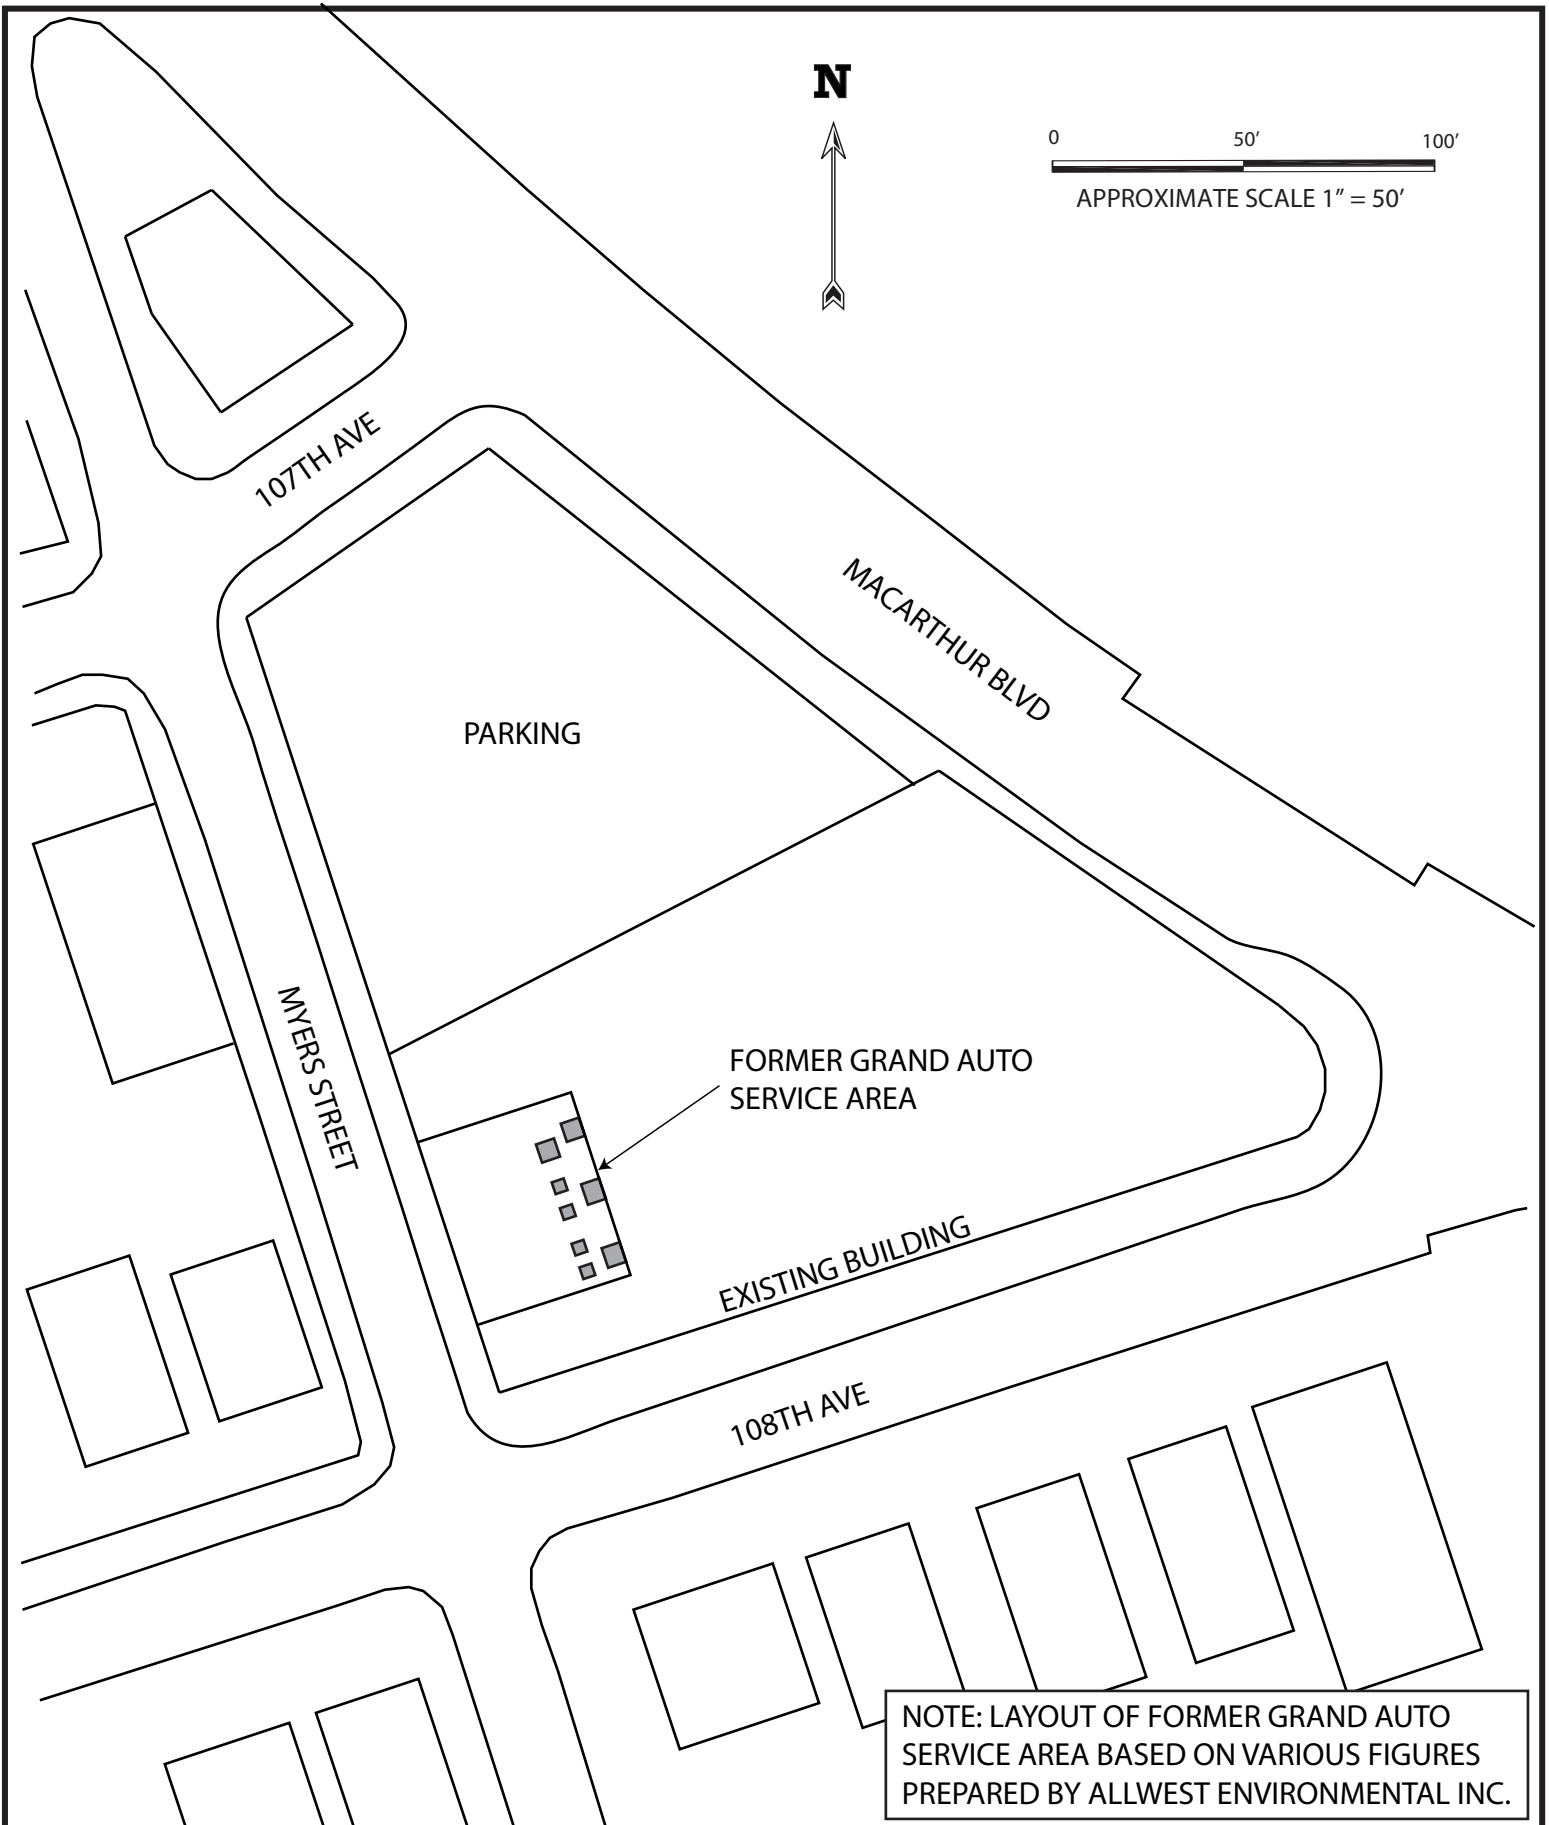 N
0 50’ 100’
APPROXIMATE SCALE 1” = 50’
107TH AVE
MACARTHUR BLVD
PARKING
MYERS STREET
FORMER GRAND AUTO
SERVICE AREA
EXISTING BUILDING
108TH AVE
NOTE: LAYOUT OF FORMER GRAND AUTO
SERVICE AREA BASED ON VARIOUS FIGURES
PREPARED BY ALLWEST ENVIRONMENTAL INC.